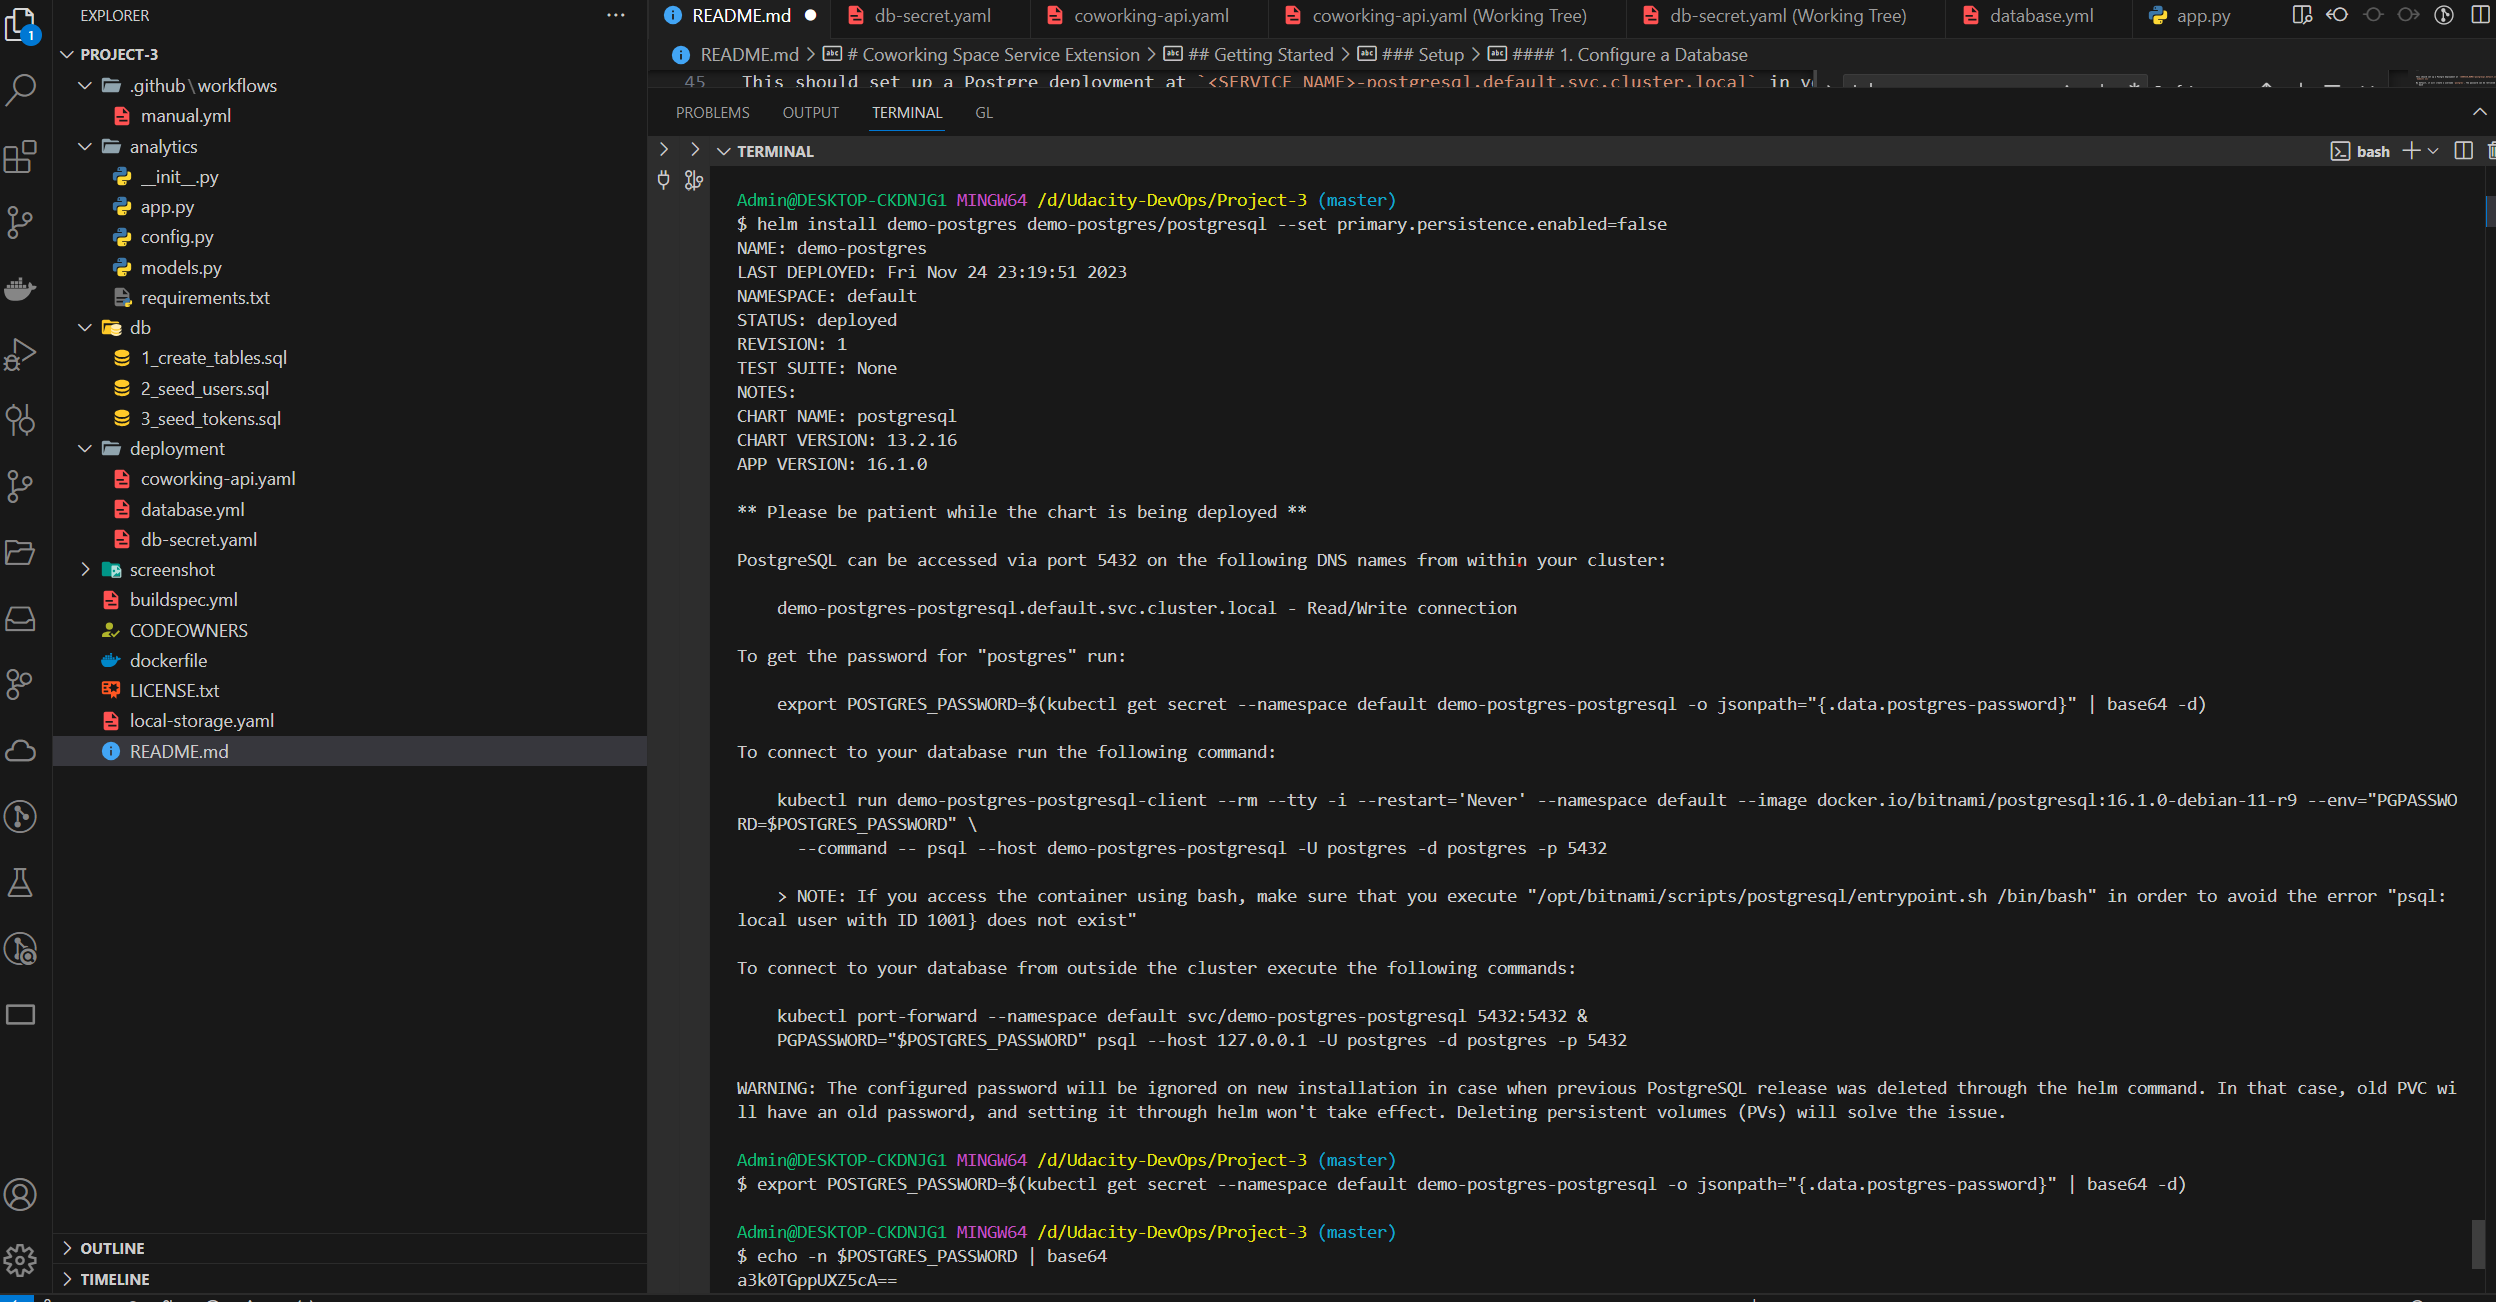 EXPLORER
PROJECT-3
.github\workflows
manual.yml
analytics
__init__.py
app.py
config.py
models.py
requirements.txt
db
1_create_tables.sql
2_seed_users.sql
3_seed_tokens.sql
deployment
coworking-api.yaml
database.yml
db-secret.yaml
screenshot
buildspec.yml
CODEOWNERS
dockerfile
LICENSE.txt
local-storage.yaml
README.md
OUTLINE
TIMELINE
1
README.md db-secret.yaml coworking-api.yaml coworking-api.yaml (Working Tree) db-secret.yaml (Working Tree) database.yml app.py
README.md > # Coworking Space Service Extension > ## Getting Started > ### Setup > #### 1. Configure a Database
45 This should set up a Postgre deployment at `<SERVICE_NAME>-postgresql.default.svc.cluster.local` in
PROBLEMS OUTPUT TERMINAL GL
TERMINAL
bash
Admin@DESKTOP-CKDNJG1 MINGW64 /d/Udacity-DevOps/Project-3 (master)
$ helm install demo-postgres demo-postgres/postgresql --set primary.persistence.enabled=false
NAME: demo-postgres
LAST DEPLOYED: Fri Nov 24 23:19:51 2023
NAMESPACE: default
STATUS: deployed
REVISION: 1
TEST SUITE: None
NOTES:
CHART NAME: postgresql
CHART VERSION: 13.2.16
APP VERSION: 16.1.0
** Please be patient while the chart is being deployed **
PostgreSQL can be accessed via port 5432 on the following DNS names from within your cluster:
demo-postgres-postgresql.default.svc.cluster.local - Read/Write connection
To get the password for "postgres" run:
export POSTGRES_PASSWORD=$(kubectl get secret --namespace default demo-postgres-postgresql -o jsonpath="{.data.postgres-password}" | base64 -d)
To connect to your database run the following command:
kubectl run demo-postgres-postgresql-client --rm --tty -i --restart='Never' --namespace default --image docker.io/bitnami/postgresql:16.1.0-debian-11-r9 --env="PGPASSWO
RD=$POSTGRES_PASSWORD" \
--command -- psql --host demo-postgres-postgresql -U postgres -d postgres -p 5432
> NOTE: If you access the container using bash, make sure that you execute "/opt/bitnami/scripts/postgresql/entrypoint.sh /bin/bash" in order to avoid the error "psql:
local user with ID 1001} does not exist"
To connect to your database from outside the cluster execute the following commands:
kubectl port-forward --namespace default svc/demo-postgres-postgresql 5432:5432 &
PGPASSWORD="$POSTGRES_PASSWORD" psql --host 127.0.0.1 -U postgres -d postgres -p 5432
WARNING: The configured password will be ignored on new installation in case when previous PostgreSQL release was deleted through the helm command. In that case, old PVC wi
ll have an old password, and setting it through helm won't take effect. Deleting persistent volumes (PVs) will solve the issue.
Admin@DESKTOP-CKDNJG1 MINGW64 /d/Udacity-DevOps/Project-3 (master)
$ export POSTGRES_PASSWORD=$(kubectl get secret --namespace default demo-postgres-postgresql -o jsonpath="{.data.postgres-password}" | base64 -d)
Admin@DESKTOP-CKDNJG1 MINGW64 /d/Udacity-DevOps/Project-3 (master)
$ echo -n $POSTGRES_PASSWORD | base64
a3k0TGppUXZ5cA==